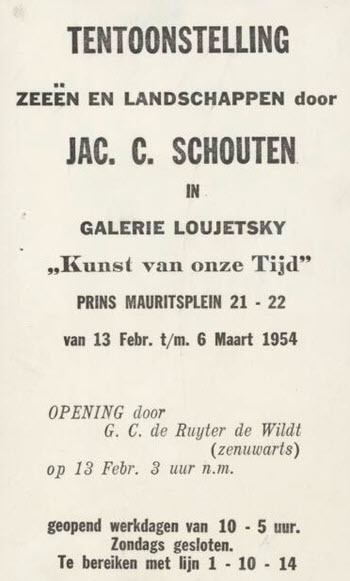 TENTOONSTELLING
ZEEËN EN LANDSCHAPPEN door
JAC. C. SCHOUTEN
IN
GALERIE LOUJETSKY
„Kunst van onze Tijd”
PRINS MAURITSPLEIN 21 - 22
van 13 Febr. t/m. 6 Maart 1954
OPENING door
G. C. de Ruyter de Wildt
(zenuwarts)
op 13 Febr. 3 uur n.m.
geopend werkdagen van 10 - 5 uur.
Zondags gesloten.
Te bereiken met lijn 1 - 10 - 14